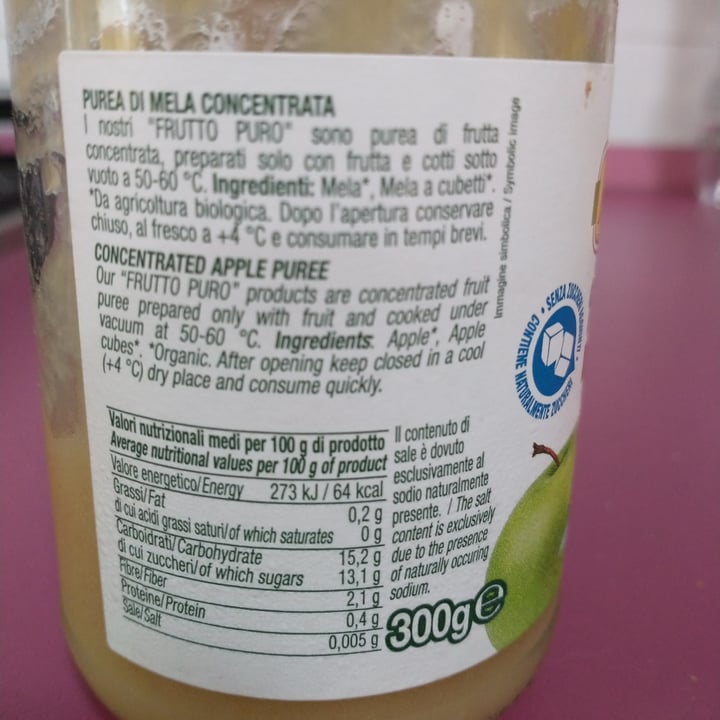 PUREA DI MELA CONCENTRATA
I nostri "FRUTTO PURO" sono purea di frutta
concentrata, preparati solo con frutta e cotti sotto
vuoto a 50-60 °C. Ingredienti: Mela*, Mela a cubetti*.
*Da agricoltura biologica. Dopo l'apertura conservare
chiuso, al fresco a +4 °C e consumare in tempi brevi.
CONCENTRATED APPLE PUREE
Our "FRUTTO PURO" products are concentrated fruit
puree prepared only with fruit and cooked under
vacuum at 50-60 °C. Ingredients: Apple*, Apple
cubes*. *Organic. After opening keep closed in a cool
(+4 °C) dry place and consume quickly.
Immagine simbolica / Symbolic image
SENZA ZUCCHERI AGGIUNTI •
CONTIENE NATURALMENTE ZUCCHERI •
Valori nutrizionali medi per 100 g di prodotto
Average nutritional values per 100 g of product
Valore energetico/Energy 273 kJ / 64 kcal
Grassi/Fat 0,2 g
di cui acidi grassi saturi/of which saturates 0 g
Carboidrati/Carbohydrate 15,2 g
di cui zuccheri/of which sugars 13,1 g
Fibre/Fiber 2,1 g
Proteine/Protein 0,4 g
Sale/Salt 0,005 g
Il contenuto di
sale è dovuto
esclusivamente al
sodio naturalmente
presente. / The salt
content is exclusively
due to the presence
of naturally occuring
sodium.
300g e